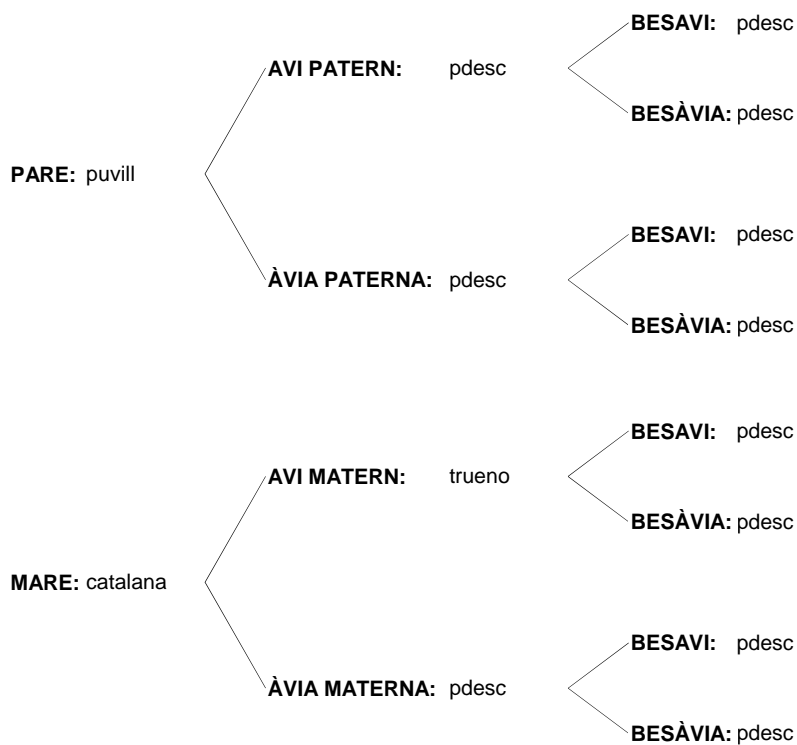 BESAVI: pdesc
AVI PATERN: pdesc
BESÀVIA: pdesc
PARE: puvill
BESAVI: pdesc
ÀVIA PATERNA: pdesc
BESÀVIA: pdesc
BESAVI: pdesc
AVI MATERN: trueno
BESÀVIA: pdesc
MARE: catalana
BESAVI: pdesc
ÀVIA MATERNA: pdesc
BESÀVIA: pdesc